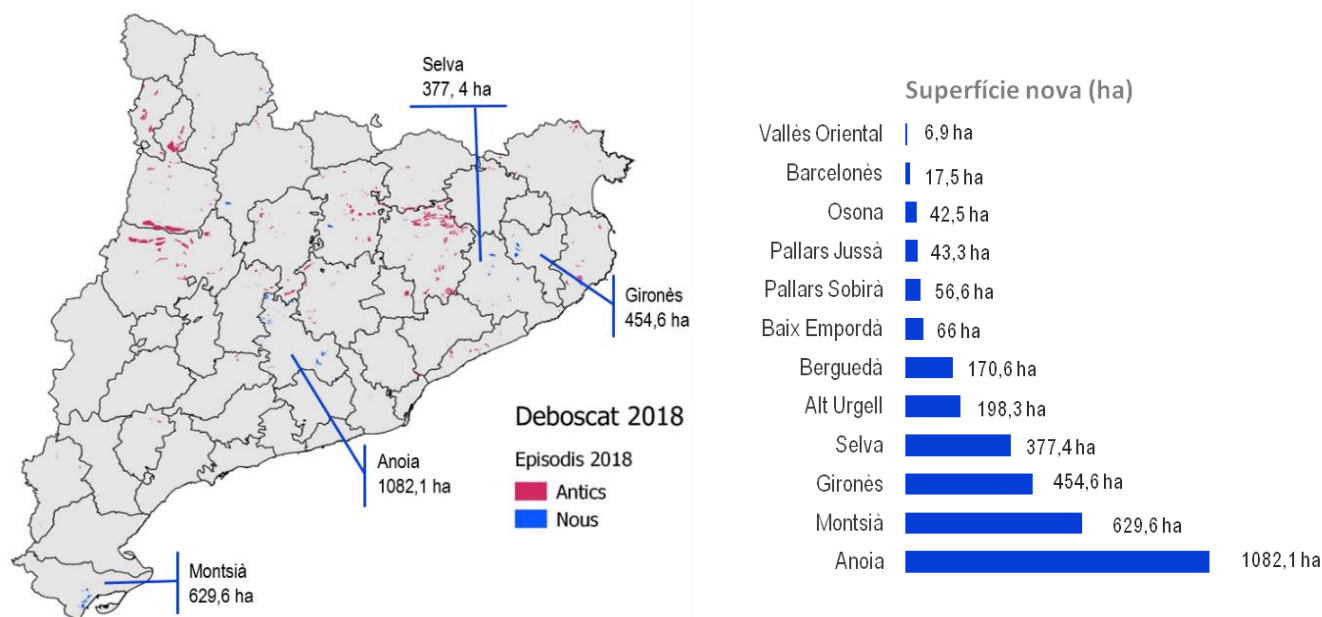 Selva
377, 4 ha
Gironès
454,6 ha
Deboscat 2018
Episodis 2018
Antics
Nous
Anoia
1082,1 ha
Montsià
629,6 ha
Superfície nova (ha)
Vallès Oriental 6,9 ha
Barcelonès 17,5 ha
Osona 42,5 ha
Pallars Jussà 43,3 ha
Pallars Sobirà 56,6 ha
Baix Empordà 66 ha
Berguedà 170,6 ha
Alt Urgell 198,3 ha
Selva 377,4 ha
Gironès 454,6 ha
Montsià 629,6 ha
Anoia 1082,1 ha